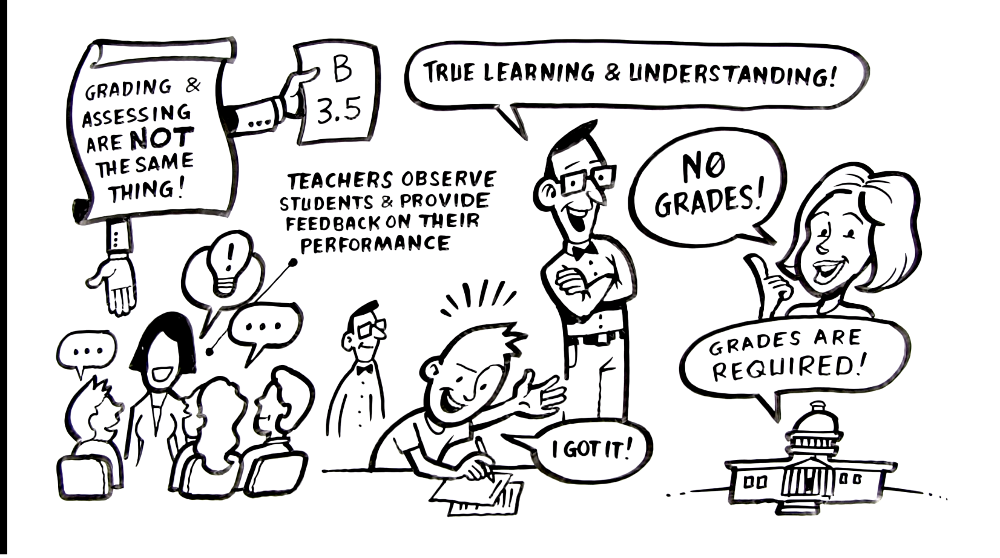 GRADING &
ASSESSING
ARE NOT
THE SAME
THING!
B
3.5
TRUE LEARNING & UNDERSTANDING!
TEACHERS OBSERVE
STUDENTS & PROVIDE
FEEDBACK ON THEIR
PERFORMANCE
NO
GRADES!
!
...
...
I GOT IT!
GRADES ARE
REQUIRED!